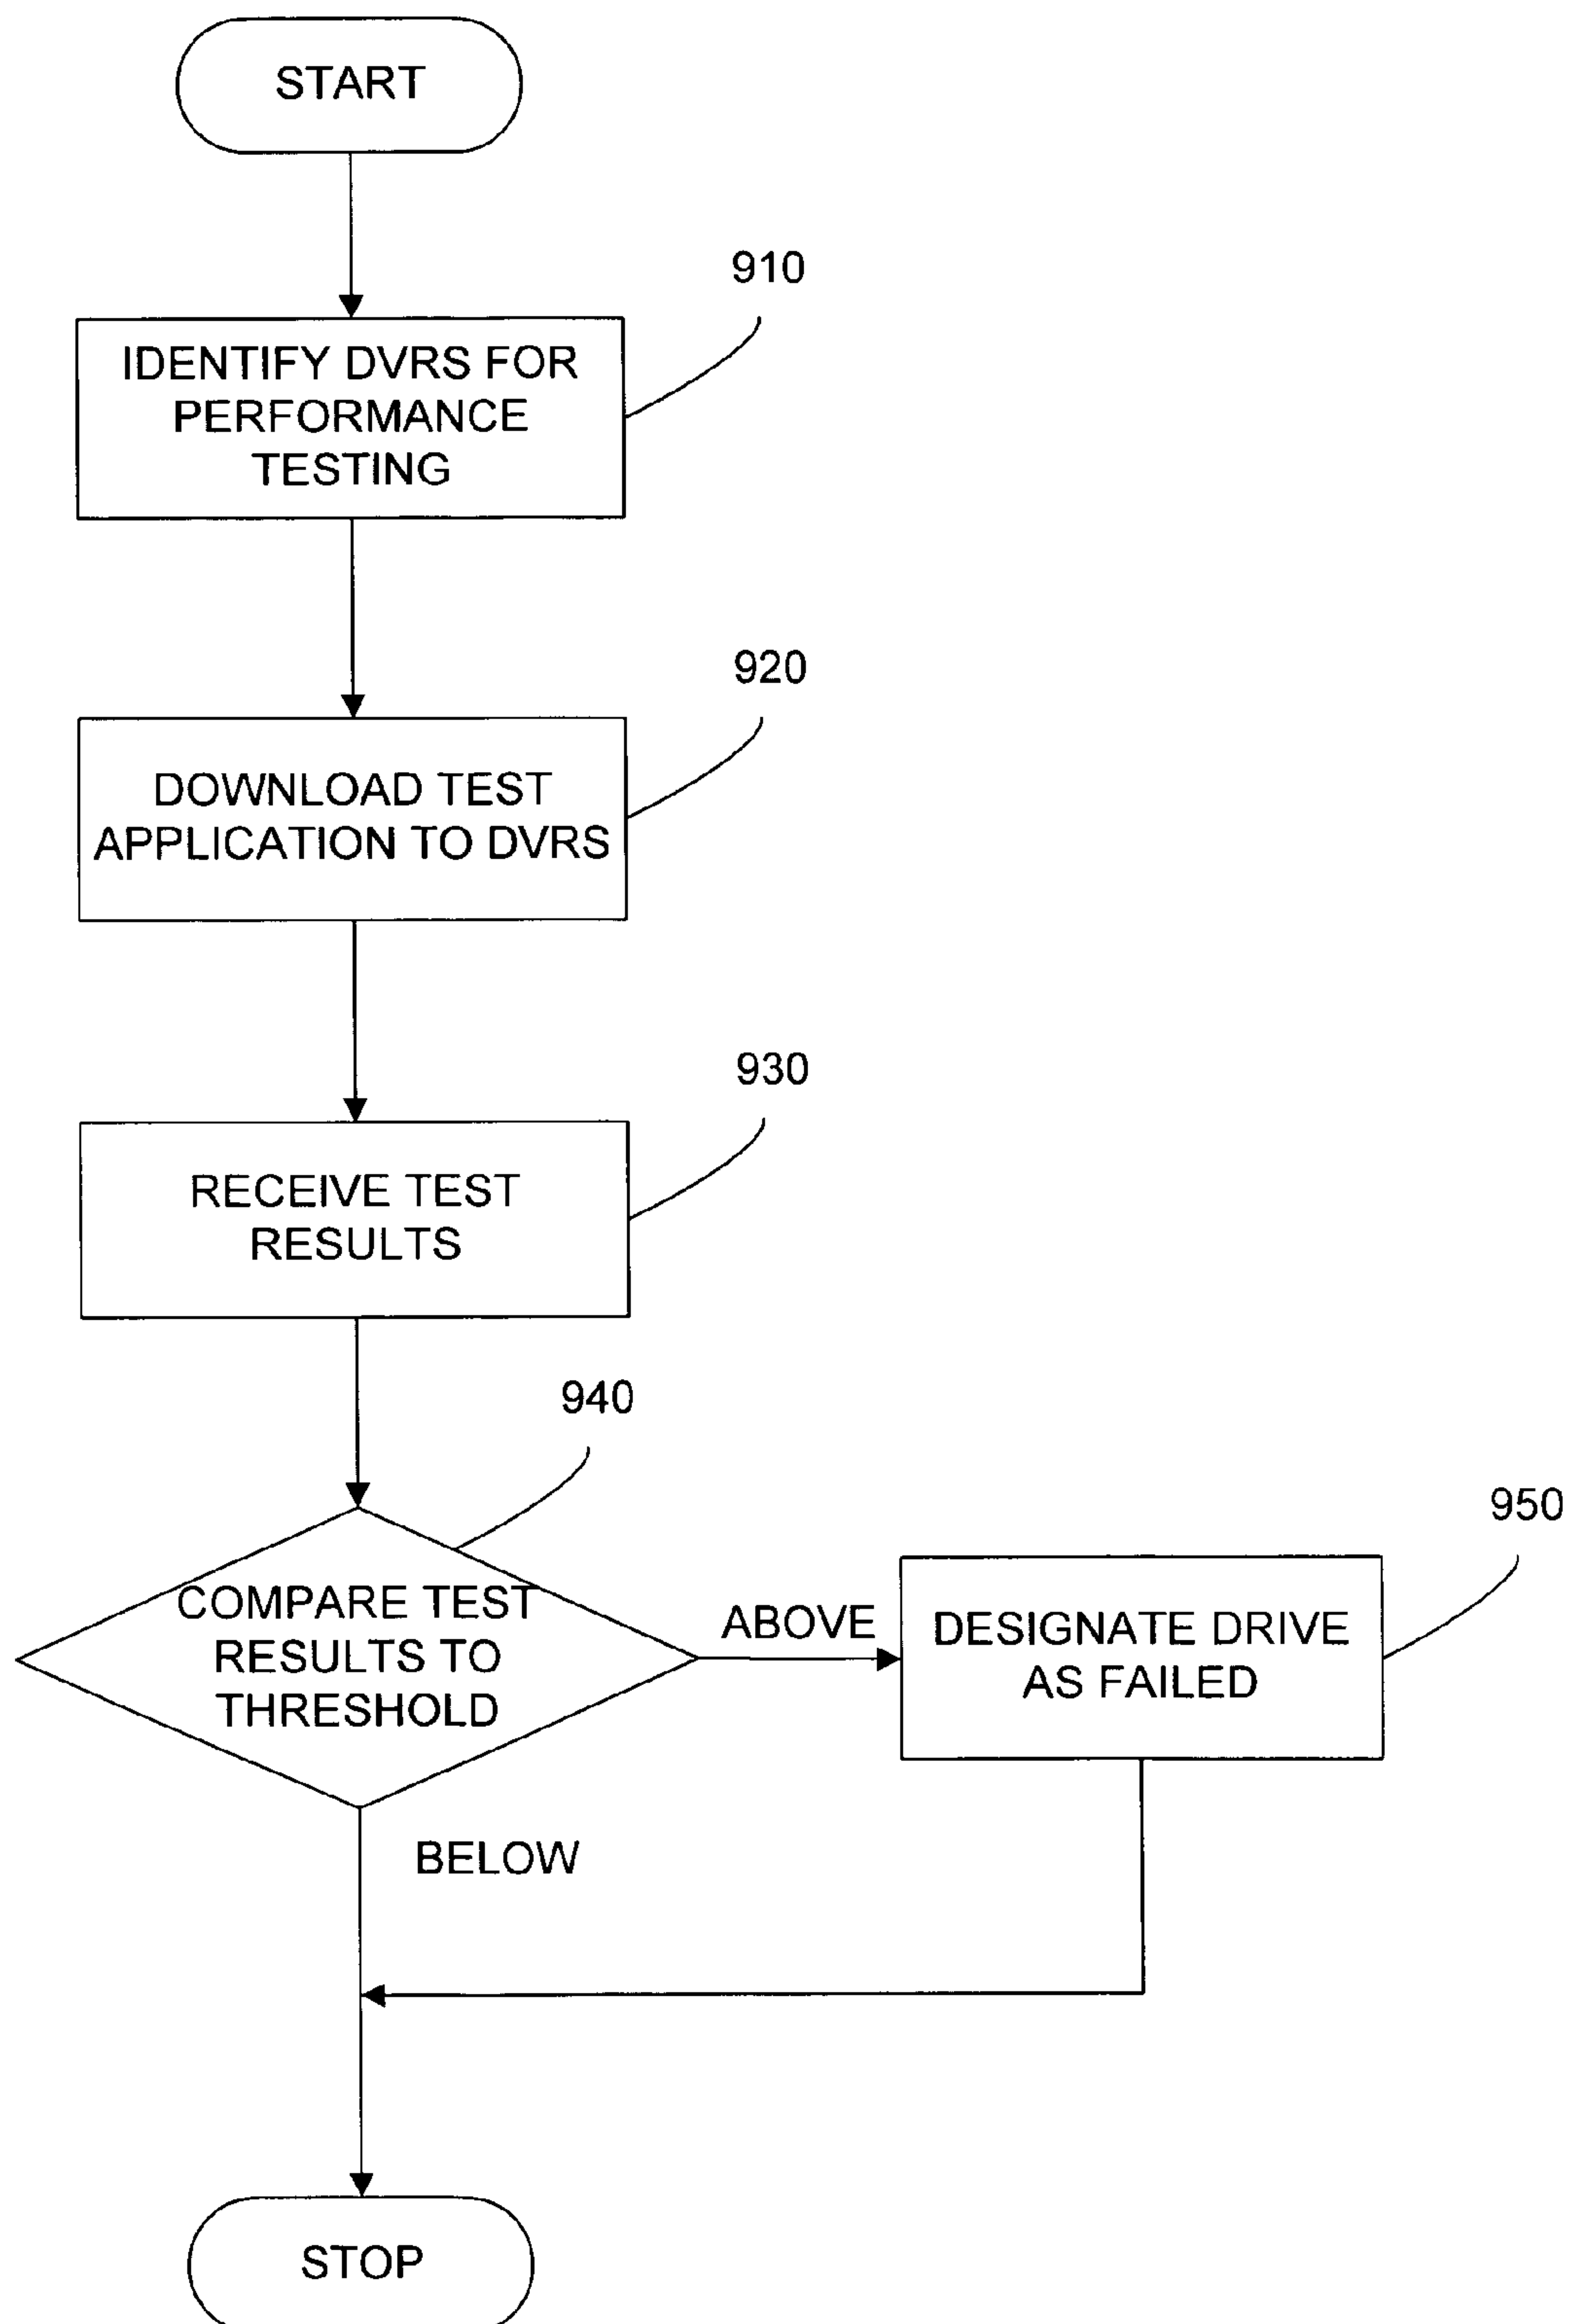 START
910
IDENTIFY DVRS FOR
PERFORMANCE
TESTING
920
DOWNLOAD TEST
APPLICATION TO DVRS
930
RECEIVE TEST
RESULTS
940
COMPARE TEST
RESULTS TO
THRESHOLD
ABOVE
950
DESIGNATE DRIVE
AS FAILED
BELOW
STOP